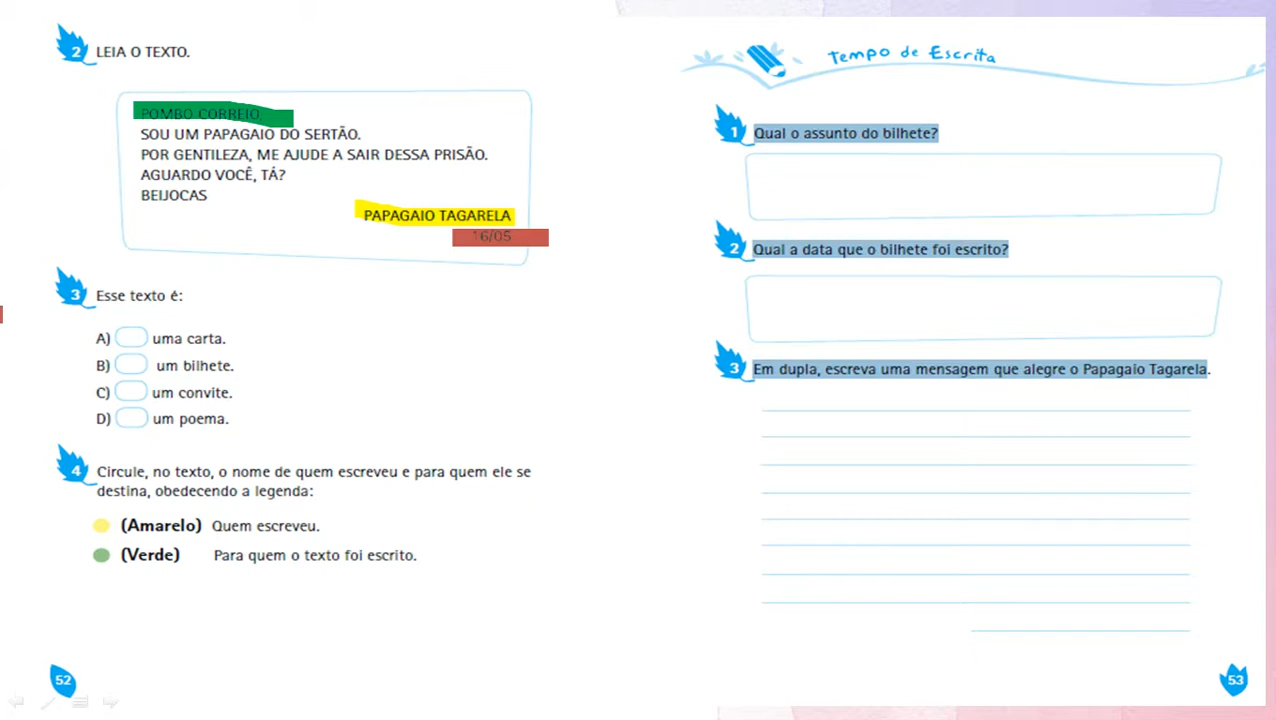 2 LEIA O TEXTO.
POMBO CORREIO,
SOU UM PAPAGAIO DO SERTÃO.
POR GENTILEZA, ME AJUDE A SAIR DESSA PRISÃO.
AGUARDO VOCÊ, TÁ?
BEIJOCAS
PAPAGAIO TAGARELA
16/05
3 Esse texto é:
A) uma carta.
B) um bilhete.
C) um convite.
D) um poema.
4 Circule, no texto, o nome de quem escreveu e para quem ele se
destina, obedecendo a legenda:
(Amarelo) Quem escreveu.
(Verde) Para quem o texto foi escrito.
52
Tempo de Escrita
1 Qual o assunto do bilhete?
2 Qual a data que o bilhete foi escrito?
3 Em dupla, escreva uma mensagem que alegre o Papagaio Tagarela.
53